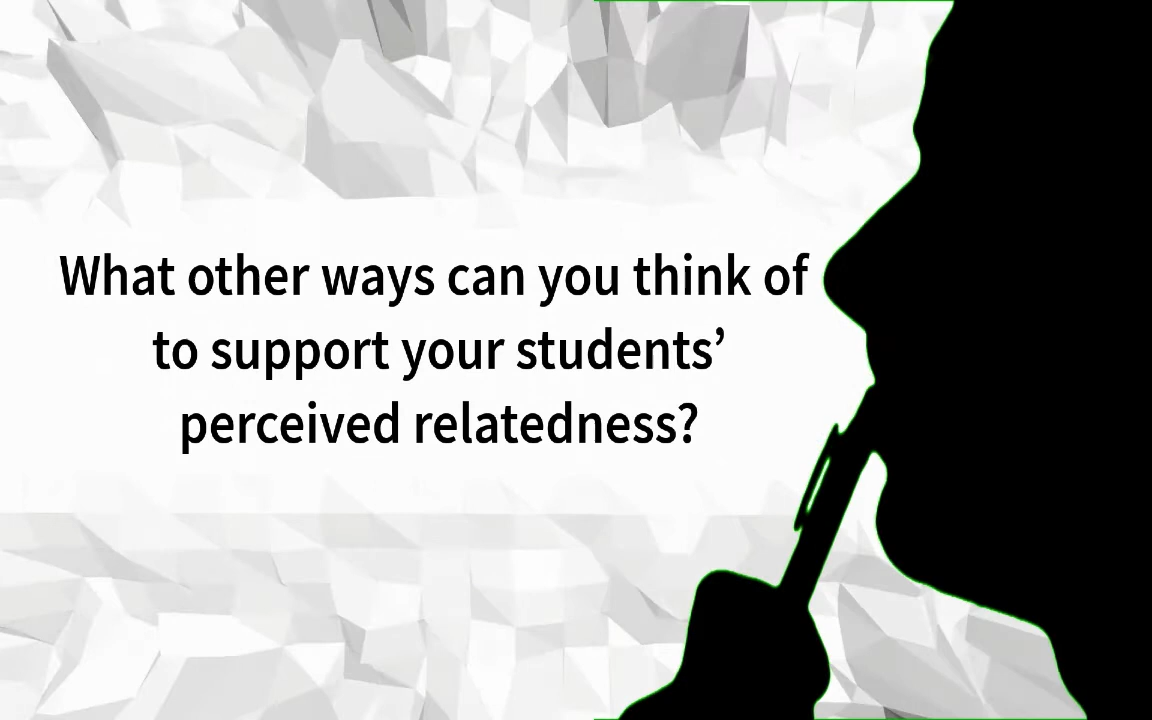 What other ways can you think of
to support your students’
perceived relatedness?